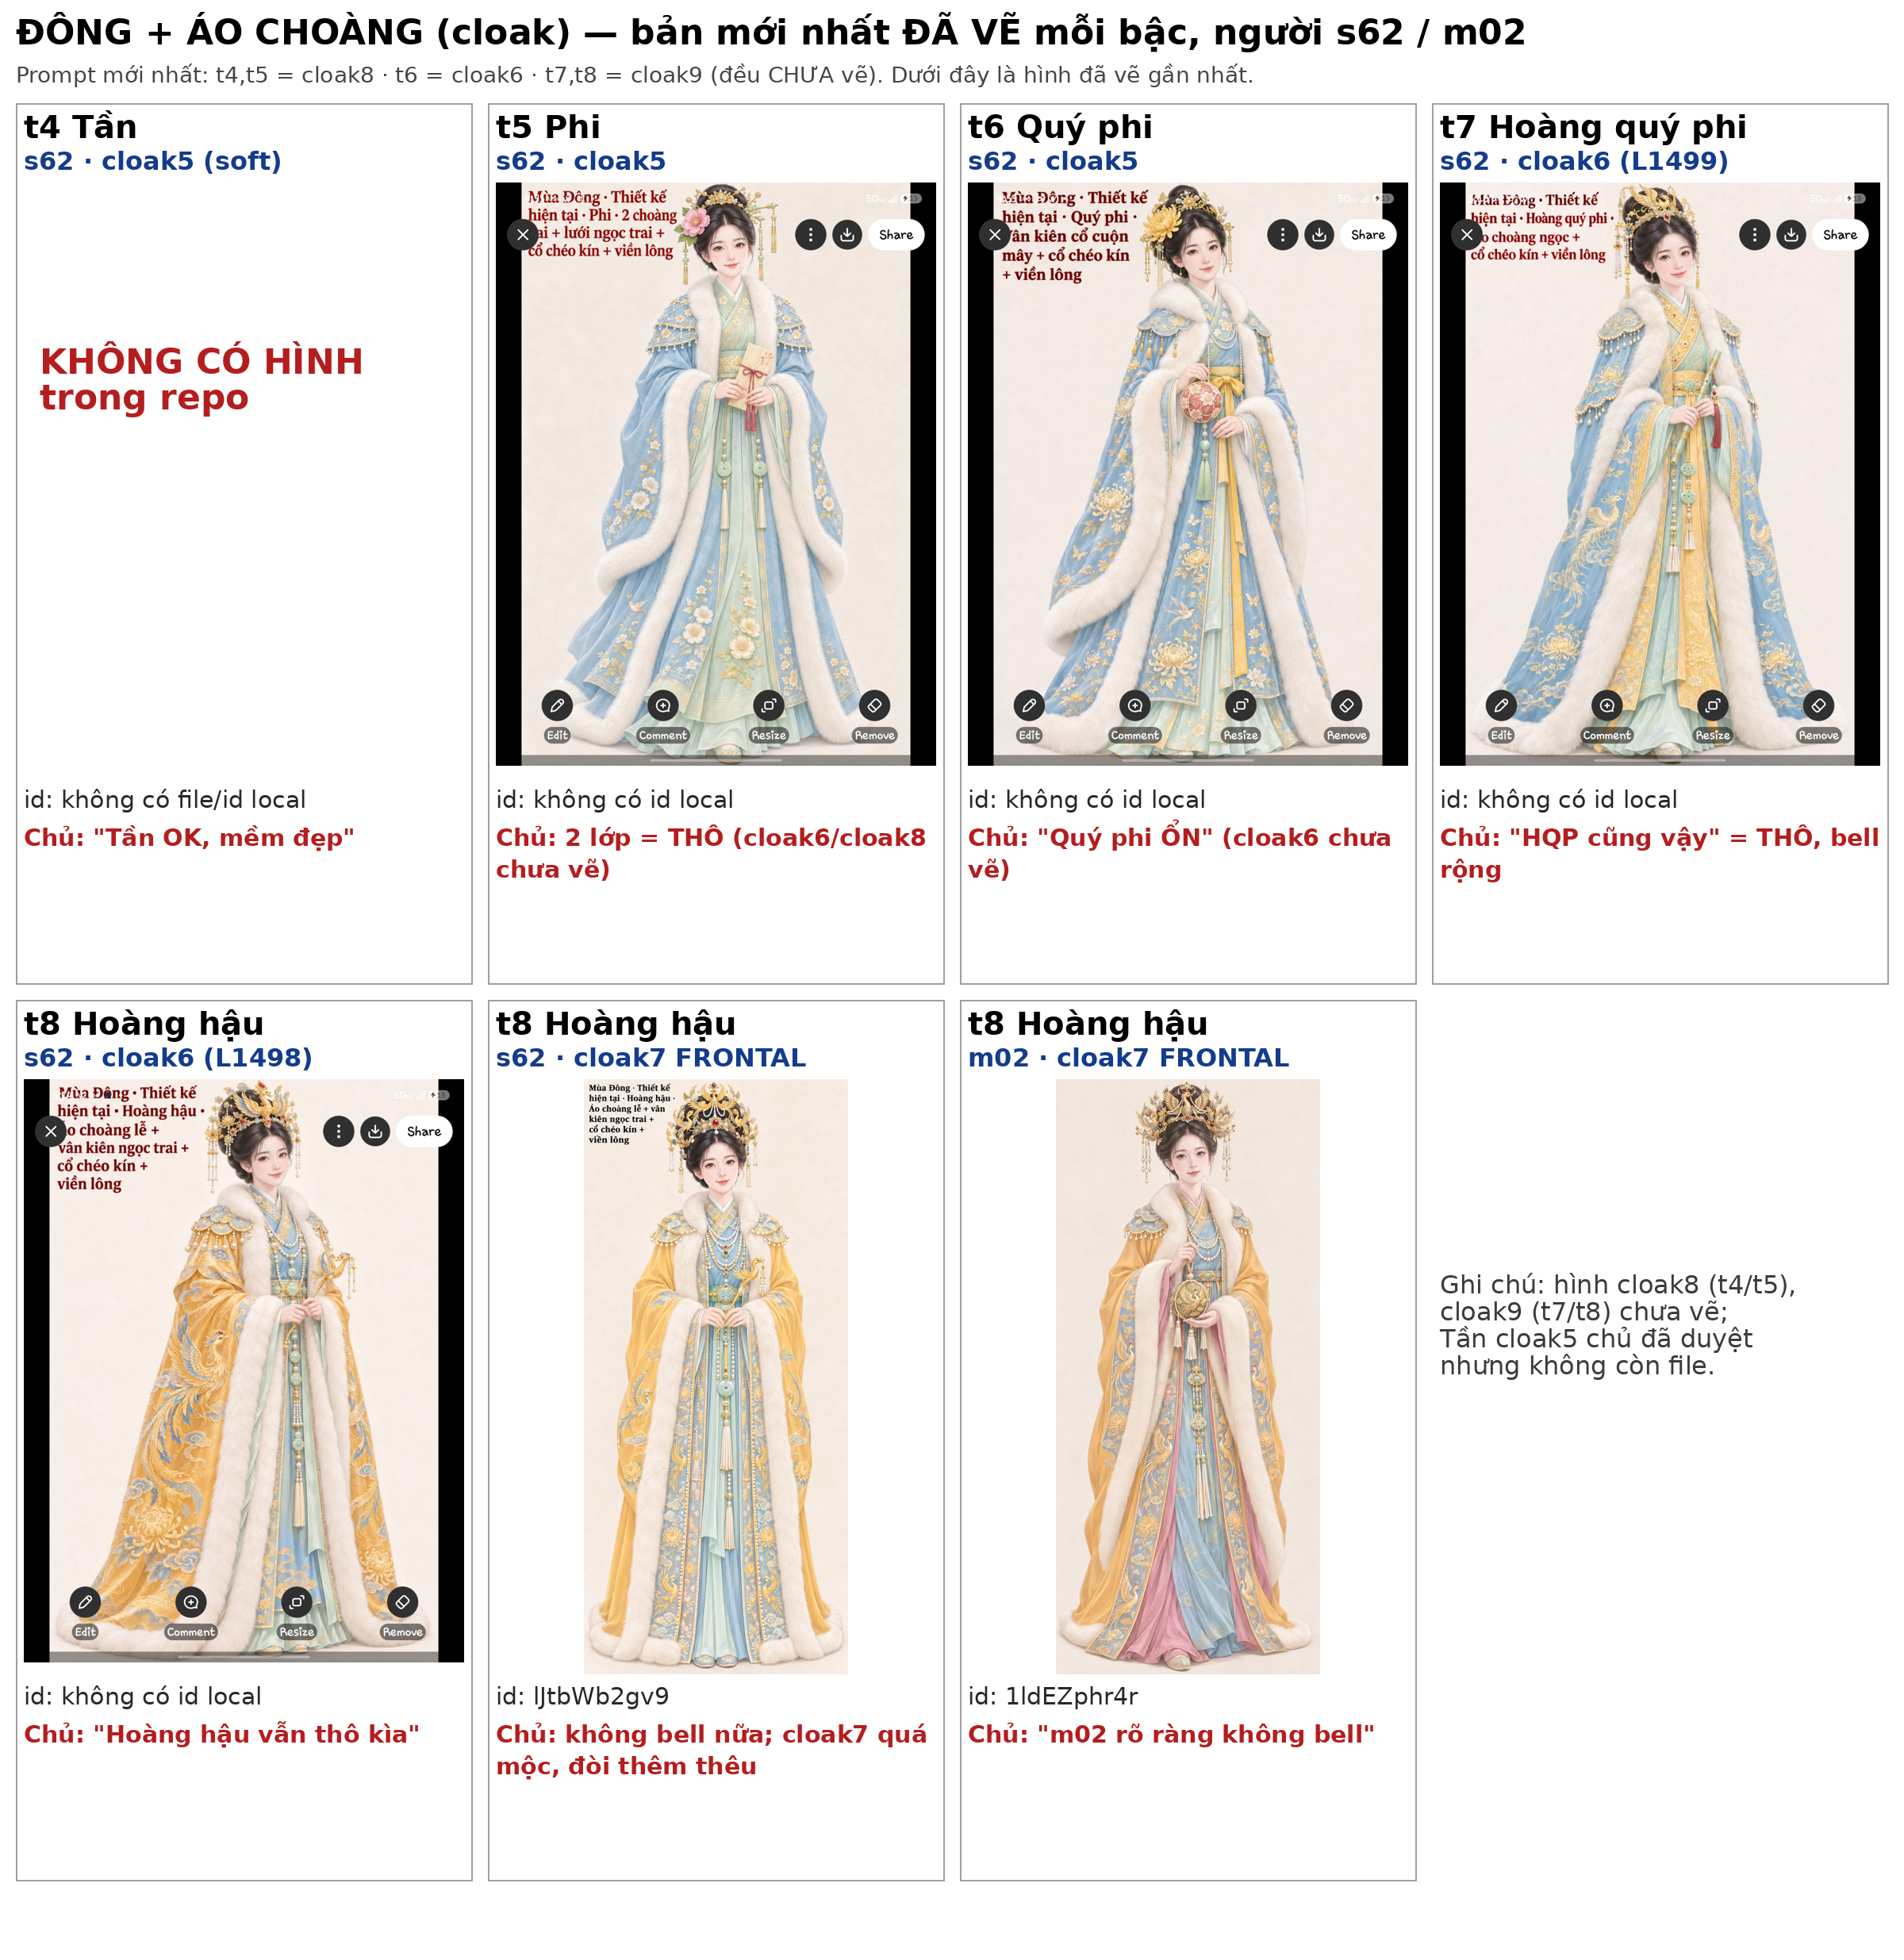 ĐÔNG + ÁO CHOÀNG (cloak) — bản mới nhất ĐÃ VẼ mỗi bậc, người s62 / m02
Prompt mới nhất: t4,t5 = cloak8 · t6 = cloak6 · t7,t8 = cloak9 (đều CHƯA vẽ). Dưới đây là hình đã vẽ gần nhất.
t4 Tần
s62 · cloak5 (soft)
KHÔNG CÓ HÌNH
trong repo
id: không có file/id local
Chủ: "Tần OK, mềm đẹp"
t5 Phi
s62 · cloak5
Mùa Đông · Thiết kế
hiện tại · Phi · 2 choàng
vai + lưới ngọc trai +
cổ chéo kín + viền lông
5G
Share
Edit
Comment
Resize
Remove
id: không có id local
Chủ: 2 lớp = THÔ (cloak6/cloak8
chưa vẽ)
t6 Quý phi
s62 · cloak5
Mùa Đông · Thiết kế
hiện tại · Quý phi ·
Vân kiên cổ cuộn
mây + cổ chéo kín
+ viền lông
5G
Share
Edit
Comment
Resize
Remove
id: không có id local
Chủ: "Quý phi ỔN" (cloak6 chưa
vẽ)
t7 Hoàng quý phi
s62 · cloak6 (L1499)
Mùa Đông · Thiết kế
hiện tại · Hoàng quý phi ·
choàng ngọc +
cổ chéo kín + viền lông
5G
Share
Edit
Comment
Resize
Remove
id: không có id local
Chủ: "HQP cũng vậy" = THÔ, bell
rộng
t8 Hoàng hậu
s62 · cloak6 (L1498)
Mùa Đông · Thiết kế
hiện tại · Hoàng hậu ·
choàng lễ +
vân kiên ngọc trai +
cổ chéo kín +
viền lông
5G
Share
Edit
Comment
Resize
Remove
id: không có id local
Chủ: "Hoàng hậu vẫn thô kìa"
t8 Hoàng hậu
s62 · cloak7 FRONTAL
Mùa Đông · Thiết kế
hiện tại · Hoàng hậu ·
Áo choàng lễ + vân
kiên ngọc trai +
cổ chéo kín +
viền lông
id: lJtbWb2gv9
Chủ: không bell nữa; cloak7 quá
mộc, đòi thêm thêu
t8 Hoàng hậu
m02 · cloak7 FRONTAL
id: 1ldEZphr4r
Chủ: "m02 rõ ràng không bell"
Ghi chú: hình cloak8 (t4/t5),
cloak9 (t7/t8) chưa vẽ;
Tần cloak5 chủ đã duyệt
nhưng không còn file.